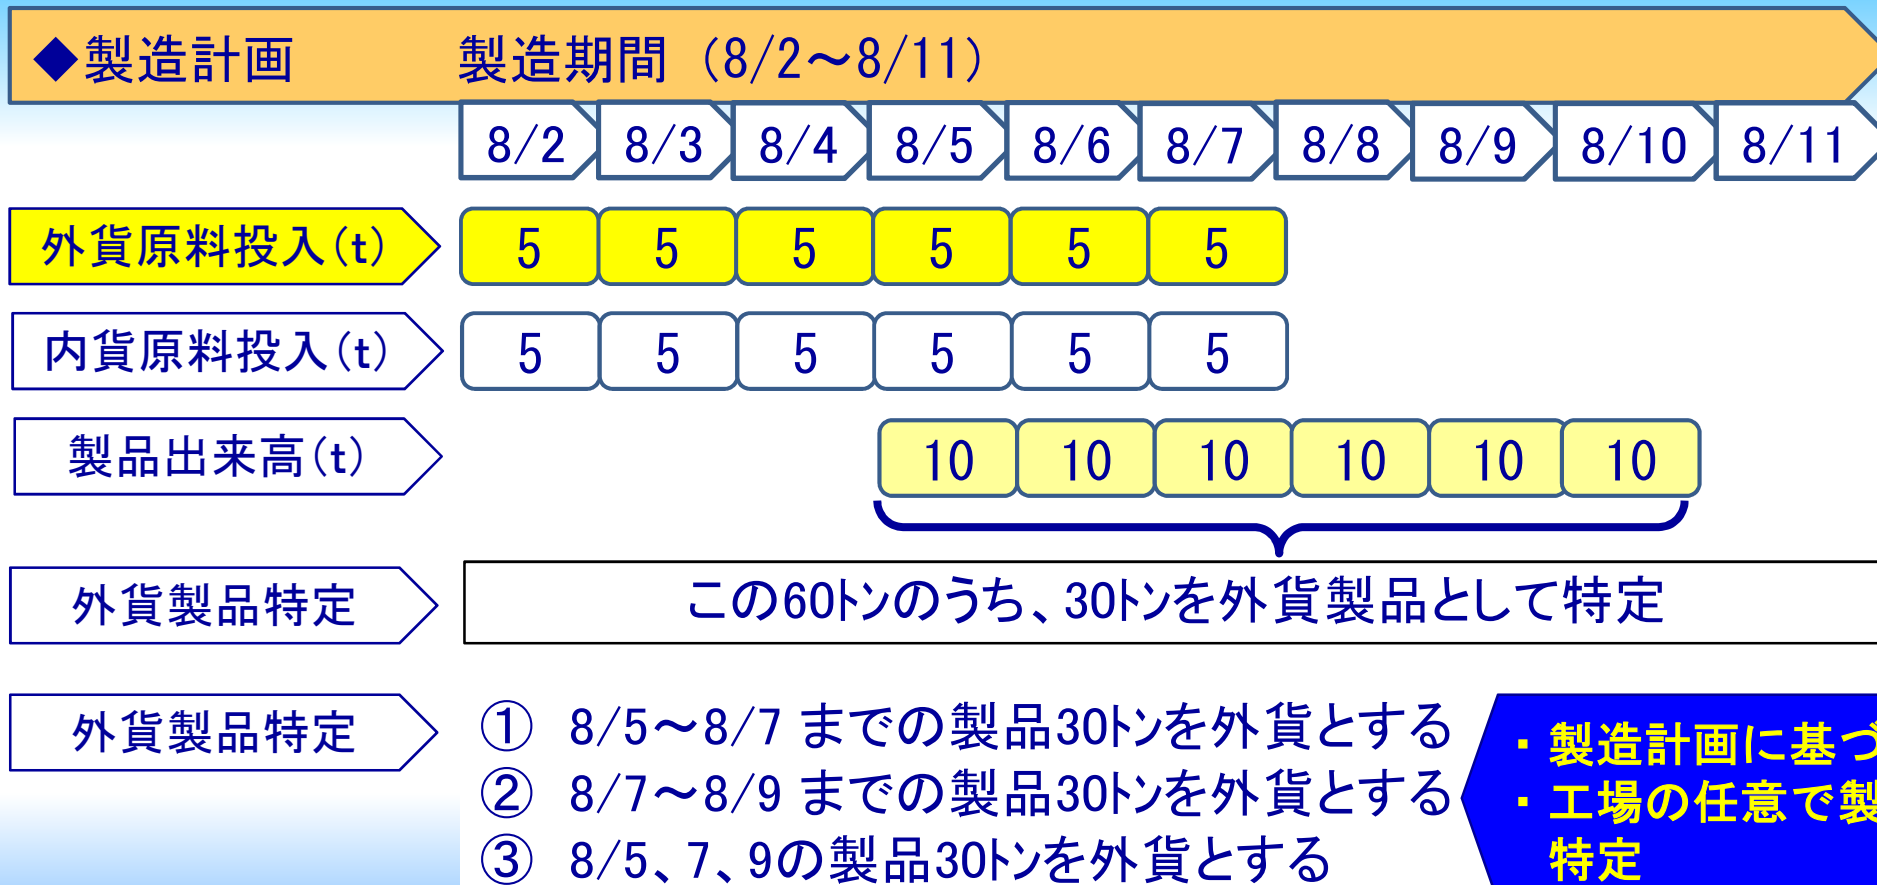 ◆製造計画 製造期間（8/2～8/11）
8/2 8/3 8/4 8/5 8/6 8/7 8/8 8/9 8/10 8/11
外貨原料投入(t) 5 5 5 5 5 5
内貨原料投入(t) 5 5 5 5 5 5
製品出来高(t) 10 10 10 10 10 10
外貨製品特定 この60トンのうち、30トンを外貨製品として特定
外貨製品特定
① 8/5～8/7 までの製品30トンを外貨とする
② 8/7～8/9 までの製品30トンを外貨とする
③ 8/5、7、9の製品30トンを外貨とする
・製造計画に基づ
・工場の任意で製
特定